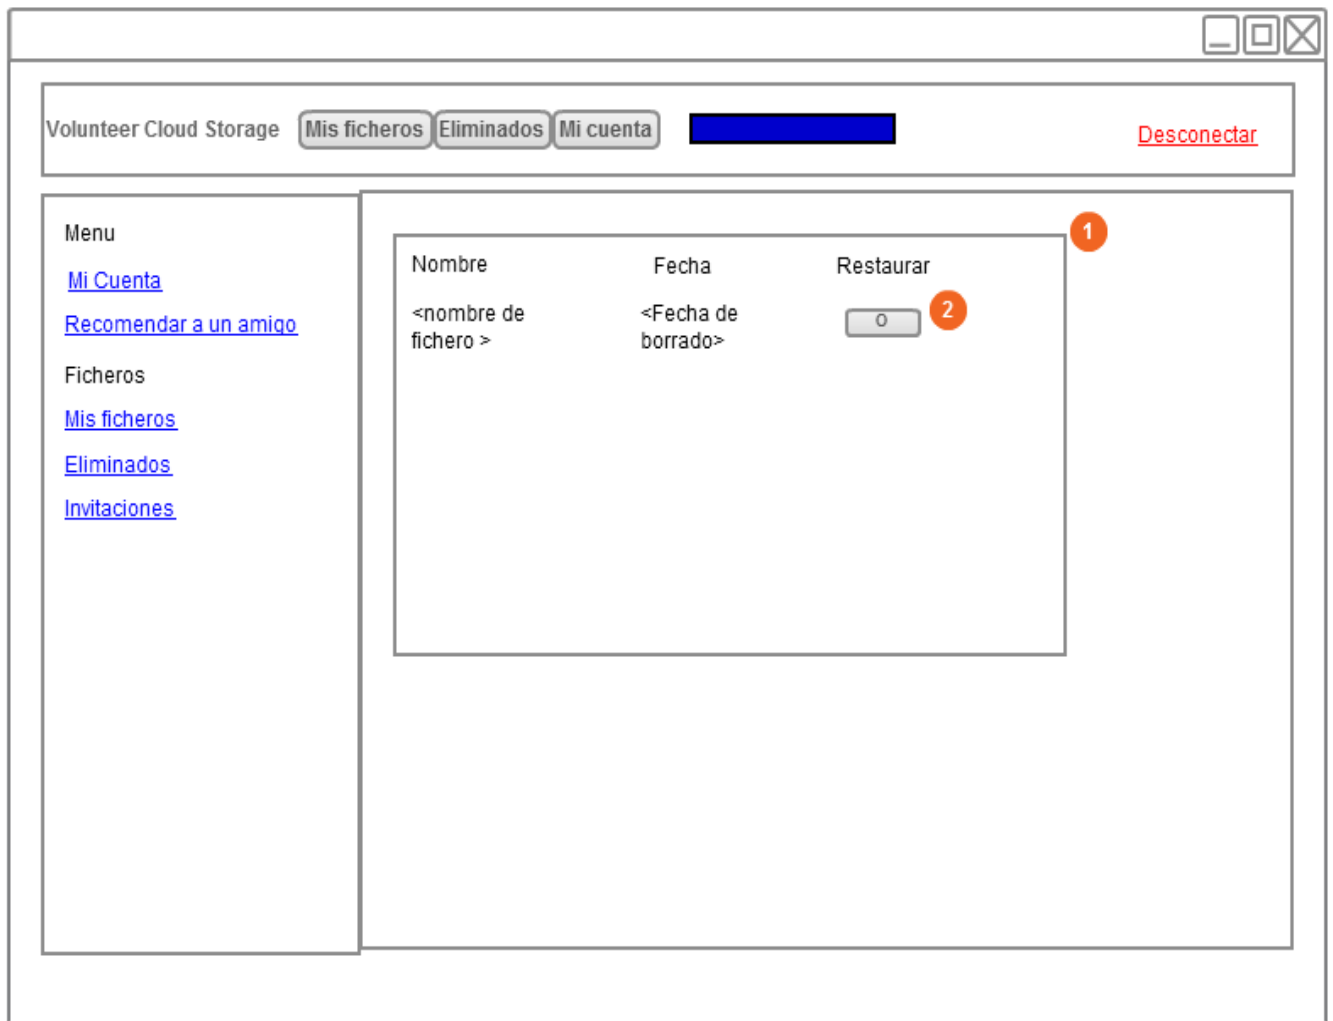 Volunteer Cloud Storage Mis ficheros Eliminados Mi cuenta Desconectar
Menu
Mi Cuenta
Recomendar a un amigo
Ficheros
Mis ficheros
Eliminados
Invitaciones
1
Nombre Fecha Restaurar
<nombre de <Fecha de O 2
fichero > borrado>